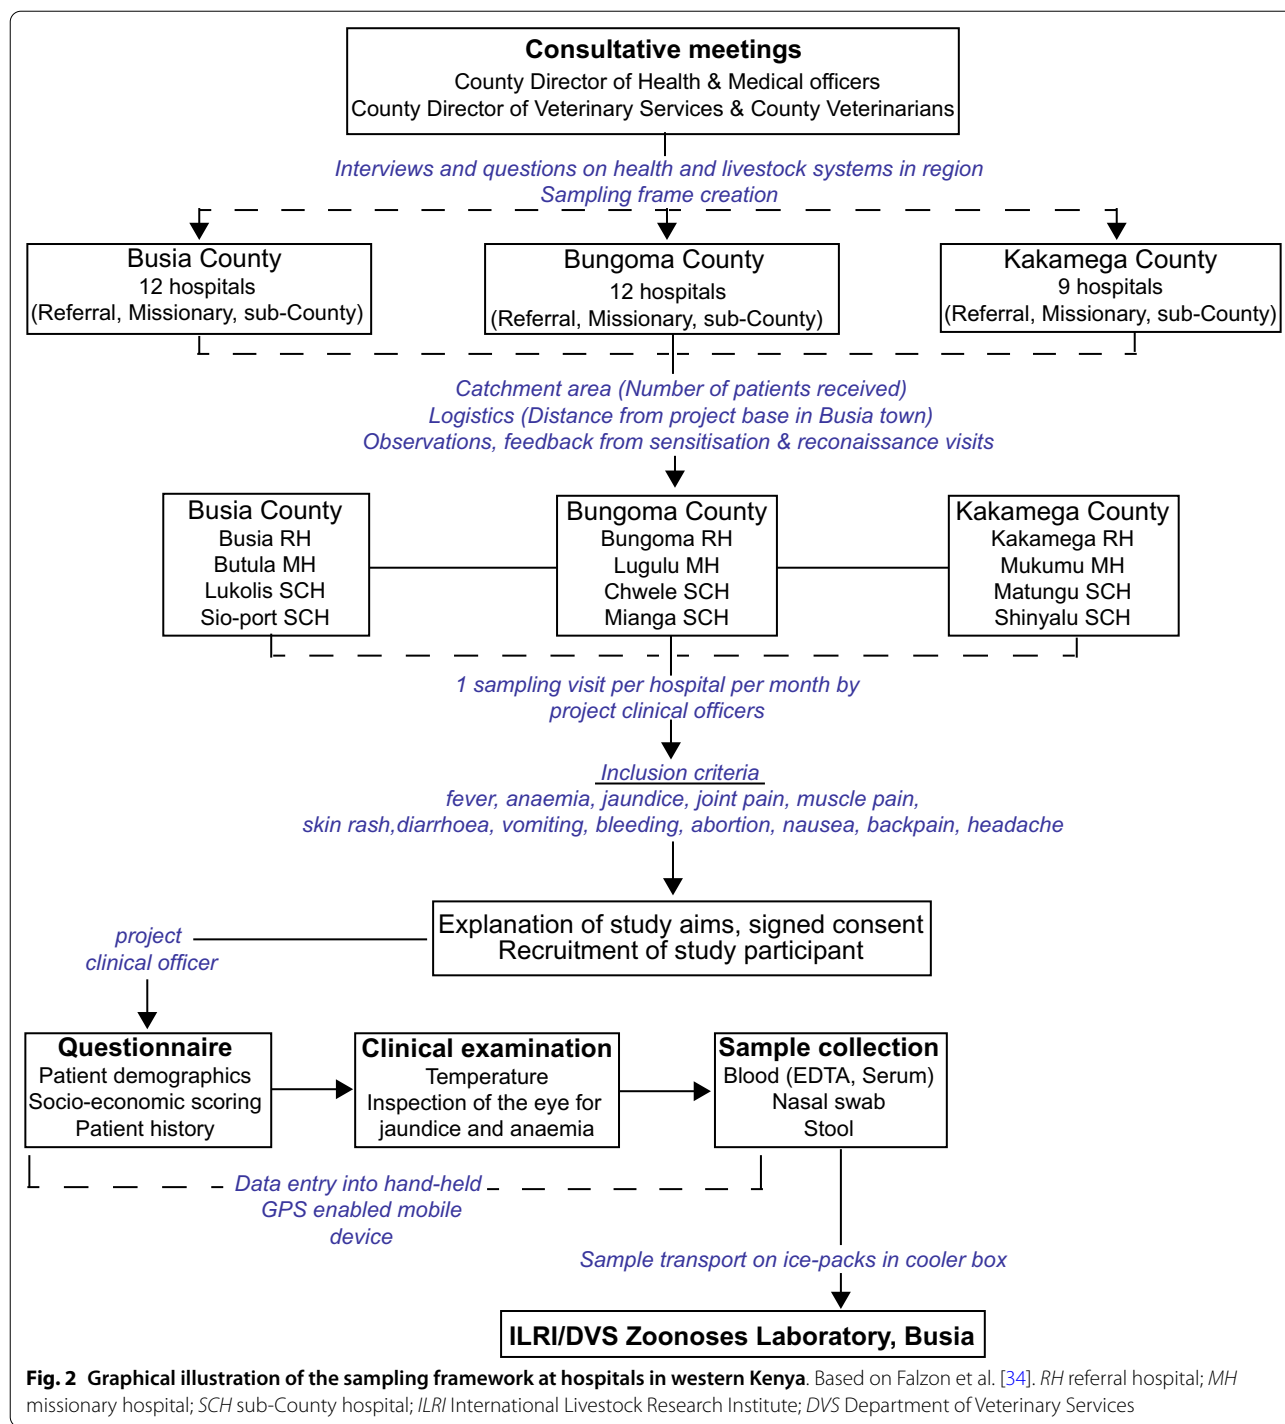 Consultative meetings
County Director of Health & Medical officers
County Director of Veterinary Services & County Veterinarians
Interviews and questions on health and livestock systems in region
Sampling frame creation
Busia County
12 hospitals
(Referral, Missionary, sub-County)
Bungoma County
12 hospitals
(Referral, Missionary, sub-County)
Kakamega County
9 hospitals
(Referral, Missionary, sub-County)
Catchment area (Number of patients received)
Logistics (Distance from project base in Busia town)
Observations, feedback from sensitisation & reconaissance visits
Busia County
Busia RH
Butula MH
Lukolis SCH
Sio-port SCH
Bungoma County
Bungoma RH
Lugulu MH
Chwele SCH
Mianga SCH
Kakamega County
Kakamega RH
Mukumu MH
Matungu SCH
Shinyalu SCH
1 sampling visit per hospital per month by
project clinical officers
Inclusion criteria
fever, anaemia, jaundice, joint pain, muscle pain,
skin rash,diarrhoea, vomiting, bleeding, abortion, nausea, backpain, headache
Explanation of study aims, signed consent
Recruitment of study participant
project
clinical officer
Questionnaire
Patient demographics
Socio-economic scoring
Patient history
Clinical examination
Temperature
Inspection of the eye for
jaundice and anaemia
Sample collection
Blood (EDTA, Serum)
Nasal swab
Stool
Data entry into hand-held
GPS enabled mobile
device
Sample transport on ice-packs in cooler box
ILRI/DVS Zoonoses Laboratory, Busia
Fig. 2 Graphical illustration of the sampling framework at hospitals in western Kenya. Based on Falzon et al. [34]. RH referral hospital; MH
missionary hospital; SCH sub-County hospital; ILRI International Livestock Research Institute; DVS Department of Veterinary Services